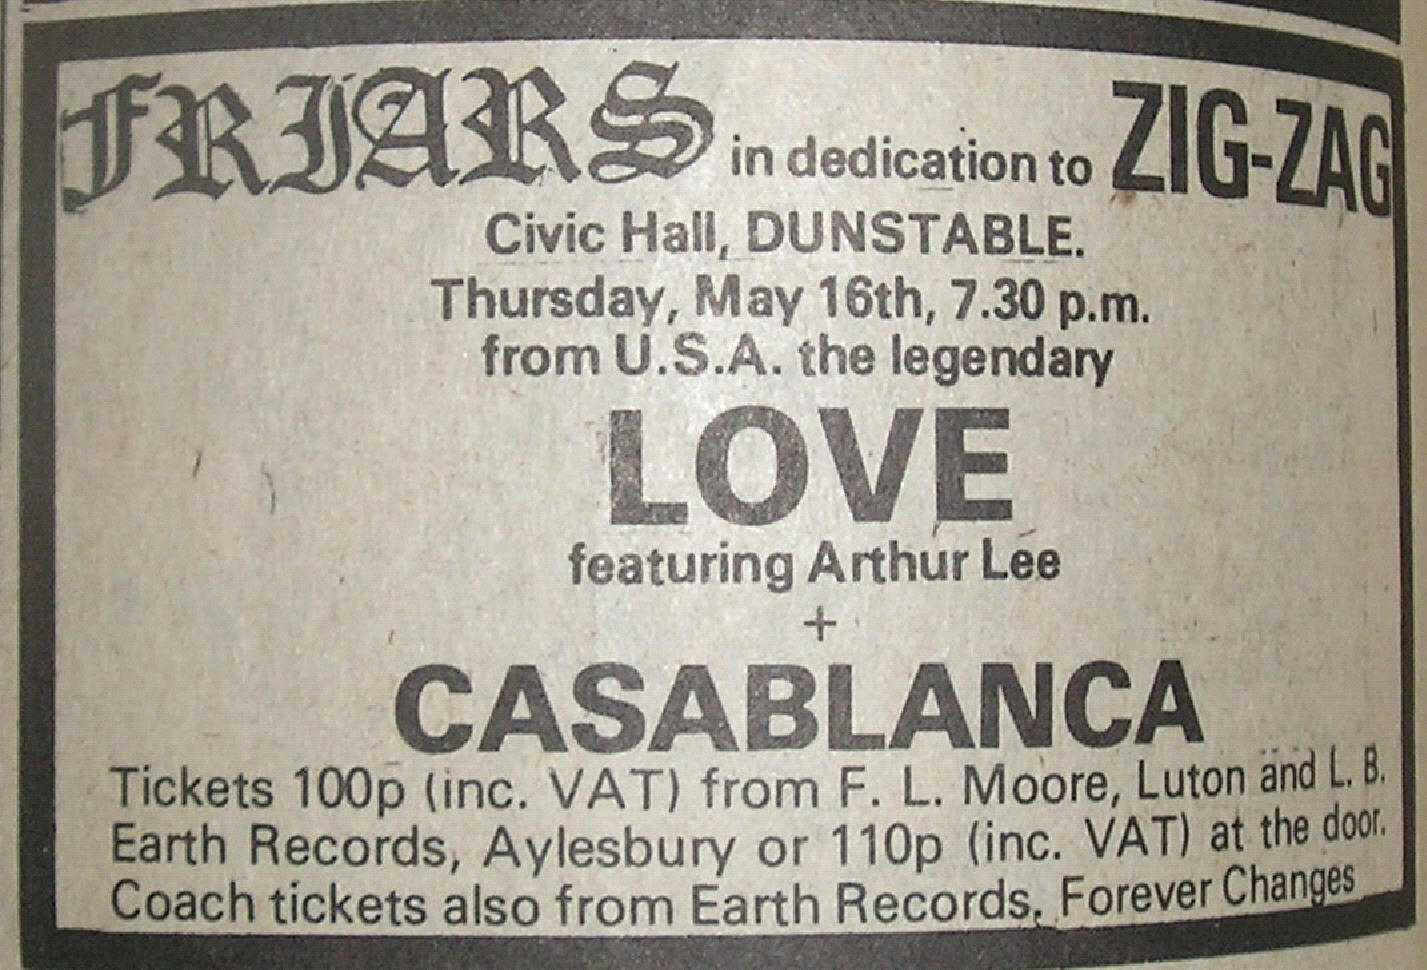 FRIARS in dedication to ZIG-ZAG
Civic Hall, DUNSTABLE.
Thursday, May 16th, 7.30 p.m.
from U.S.A. the legendary
LOVE
featuring Arthur Lee
+
CASABLANCA
Tickets 100p (inc. VAT) from F. L. Moore, Luton and L. B.
Earth Records, Aylesbury or 110p (inc. VAT) at the door.
Coach tickets also from Earth Records, Forever Changes